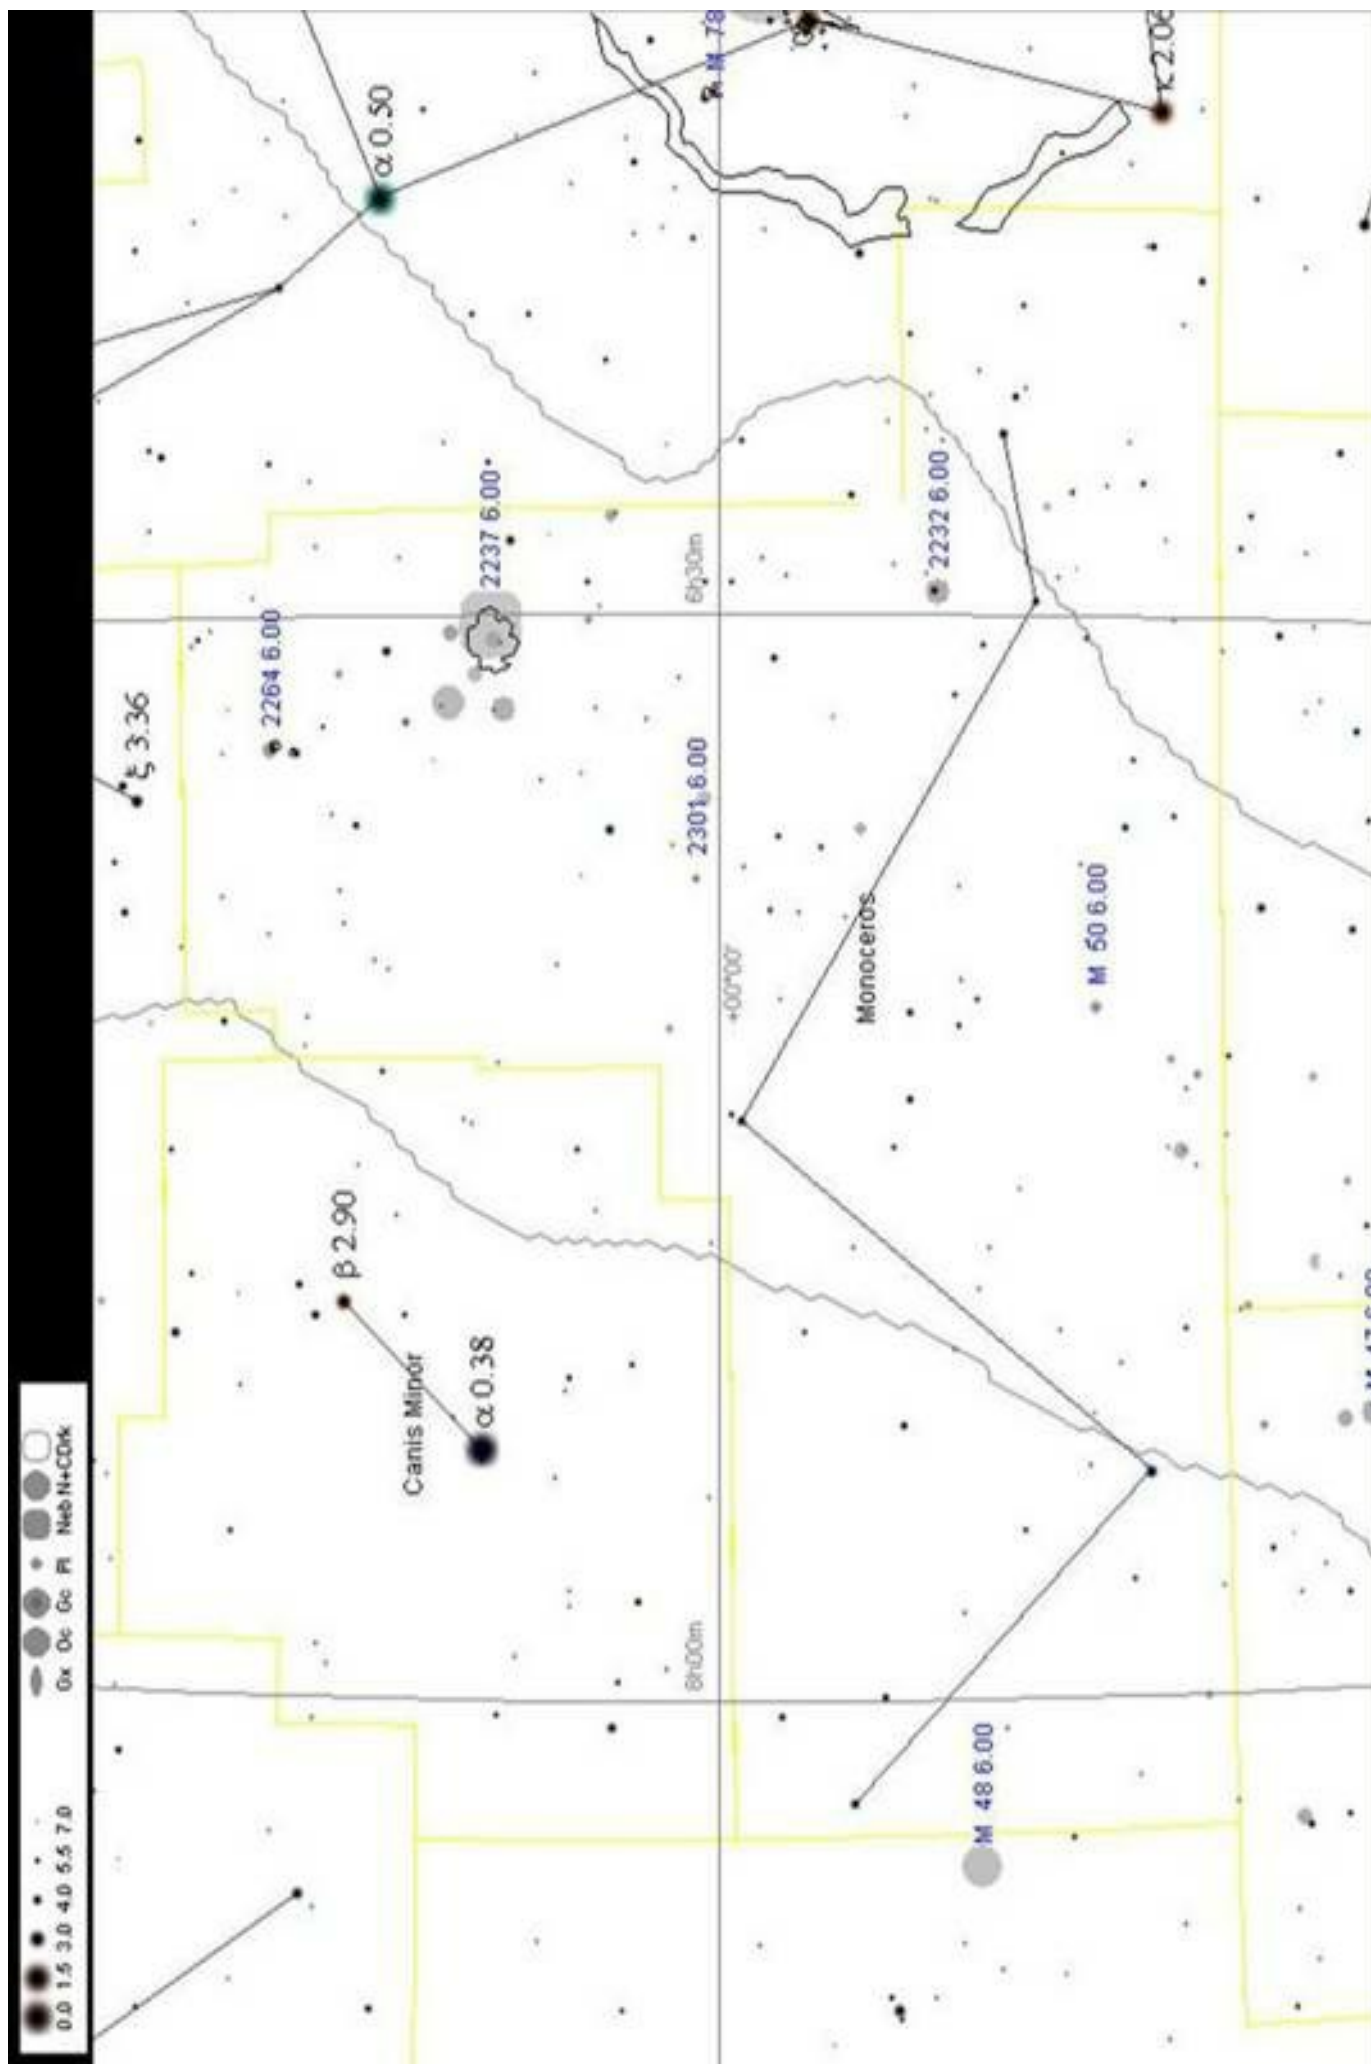 α 0.50
M 78
κ 2.06
2237 6.00
6h30m
2232 6.00
2264 6.00
ξ 3.36
2301 6.00
Monoceros
+00°00'
M 50 6.00
β 2.90
Canis Minor
α 0.38
8h00m
M 48 6.00
0.0 1.5 3.0 4.0 5.5 7.0
Gx Oc Gc Pl Neb N+C Drk